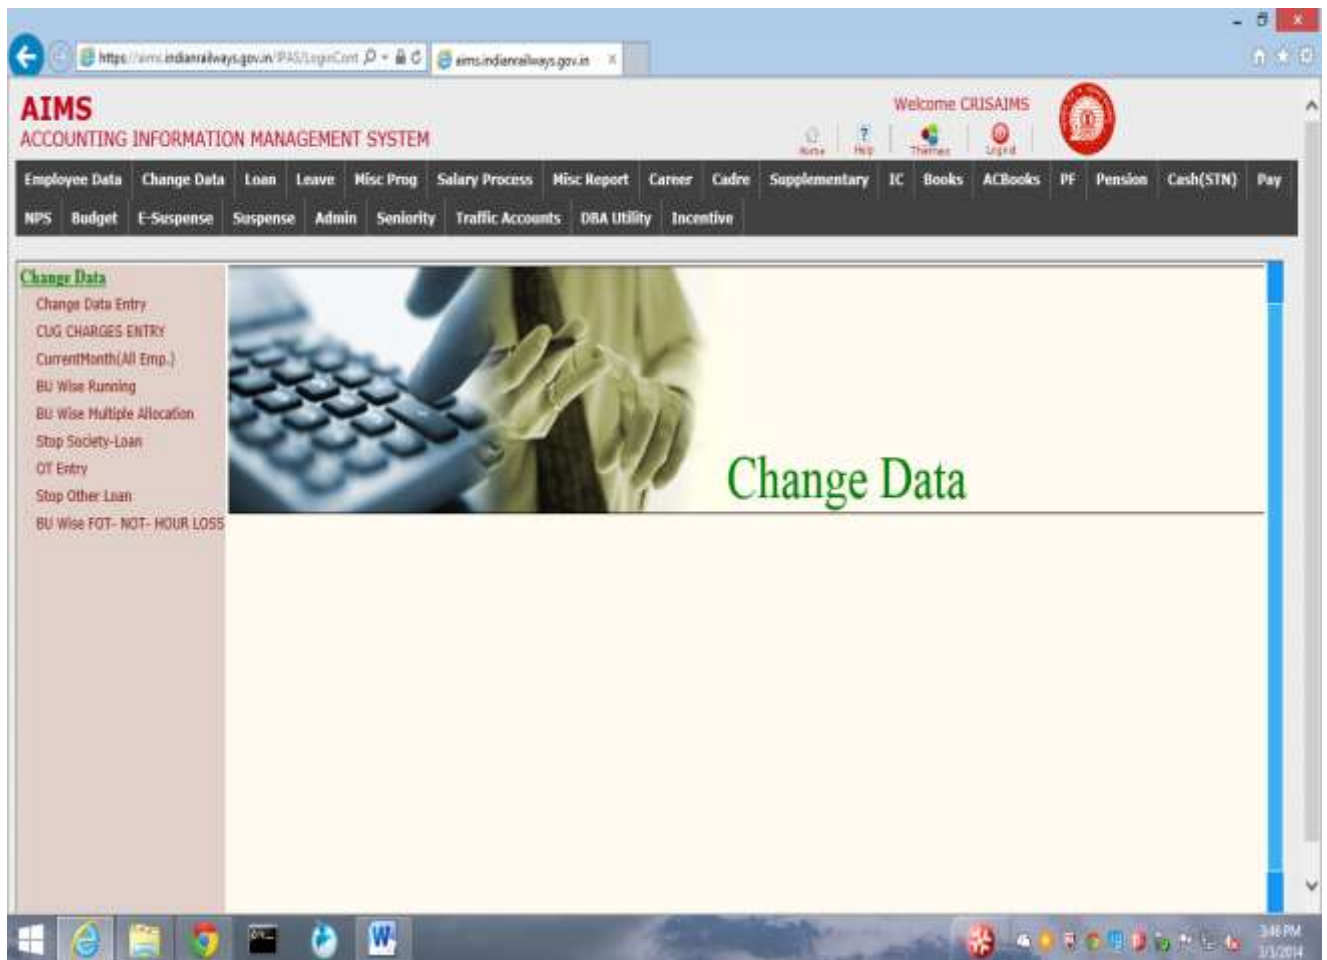 https://aims.indianrailways.gov.in/IPAS/LoginCont
aims.indianrailways.gov.in
AIMS
Welcome CRISAIMS
ACCOUNTING INFORMATION MANAGEMENT SYSTEM
Home Help Themes Logout
Employee Data Change Data Loan Leave Misc Prog Salary Process Misc Report Career Cadre Supplementary IC Books ACBooks PF Pension Cash(STN) Pay
NPS Budget E-Suspense Suspense Admin Seniority Traffic Accounts DBA Utility Incentive
Change Data
Change Data Entry
CUG CHARGES ENTRY
CurrentMonth(All Emp.)
BU Wise Running
BU Wise Multiple Allocation
Stop Society-Loan
OT Entry
Stop Other Loan
BU Wise FOT- NOT- HOUR LOSS
Change Data
3:46 PM
3/3/2014